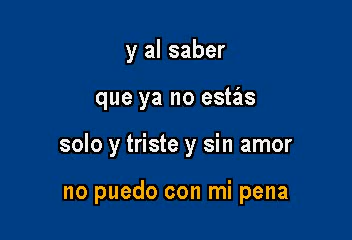 y al saber
que ya no estás
solo y triste y sin amor
no puedo con mi pena